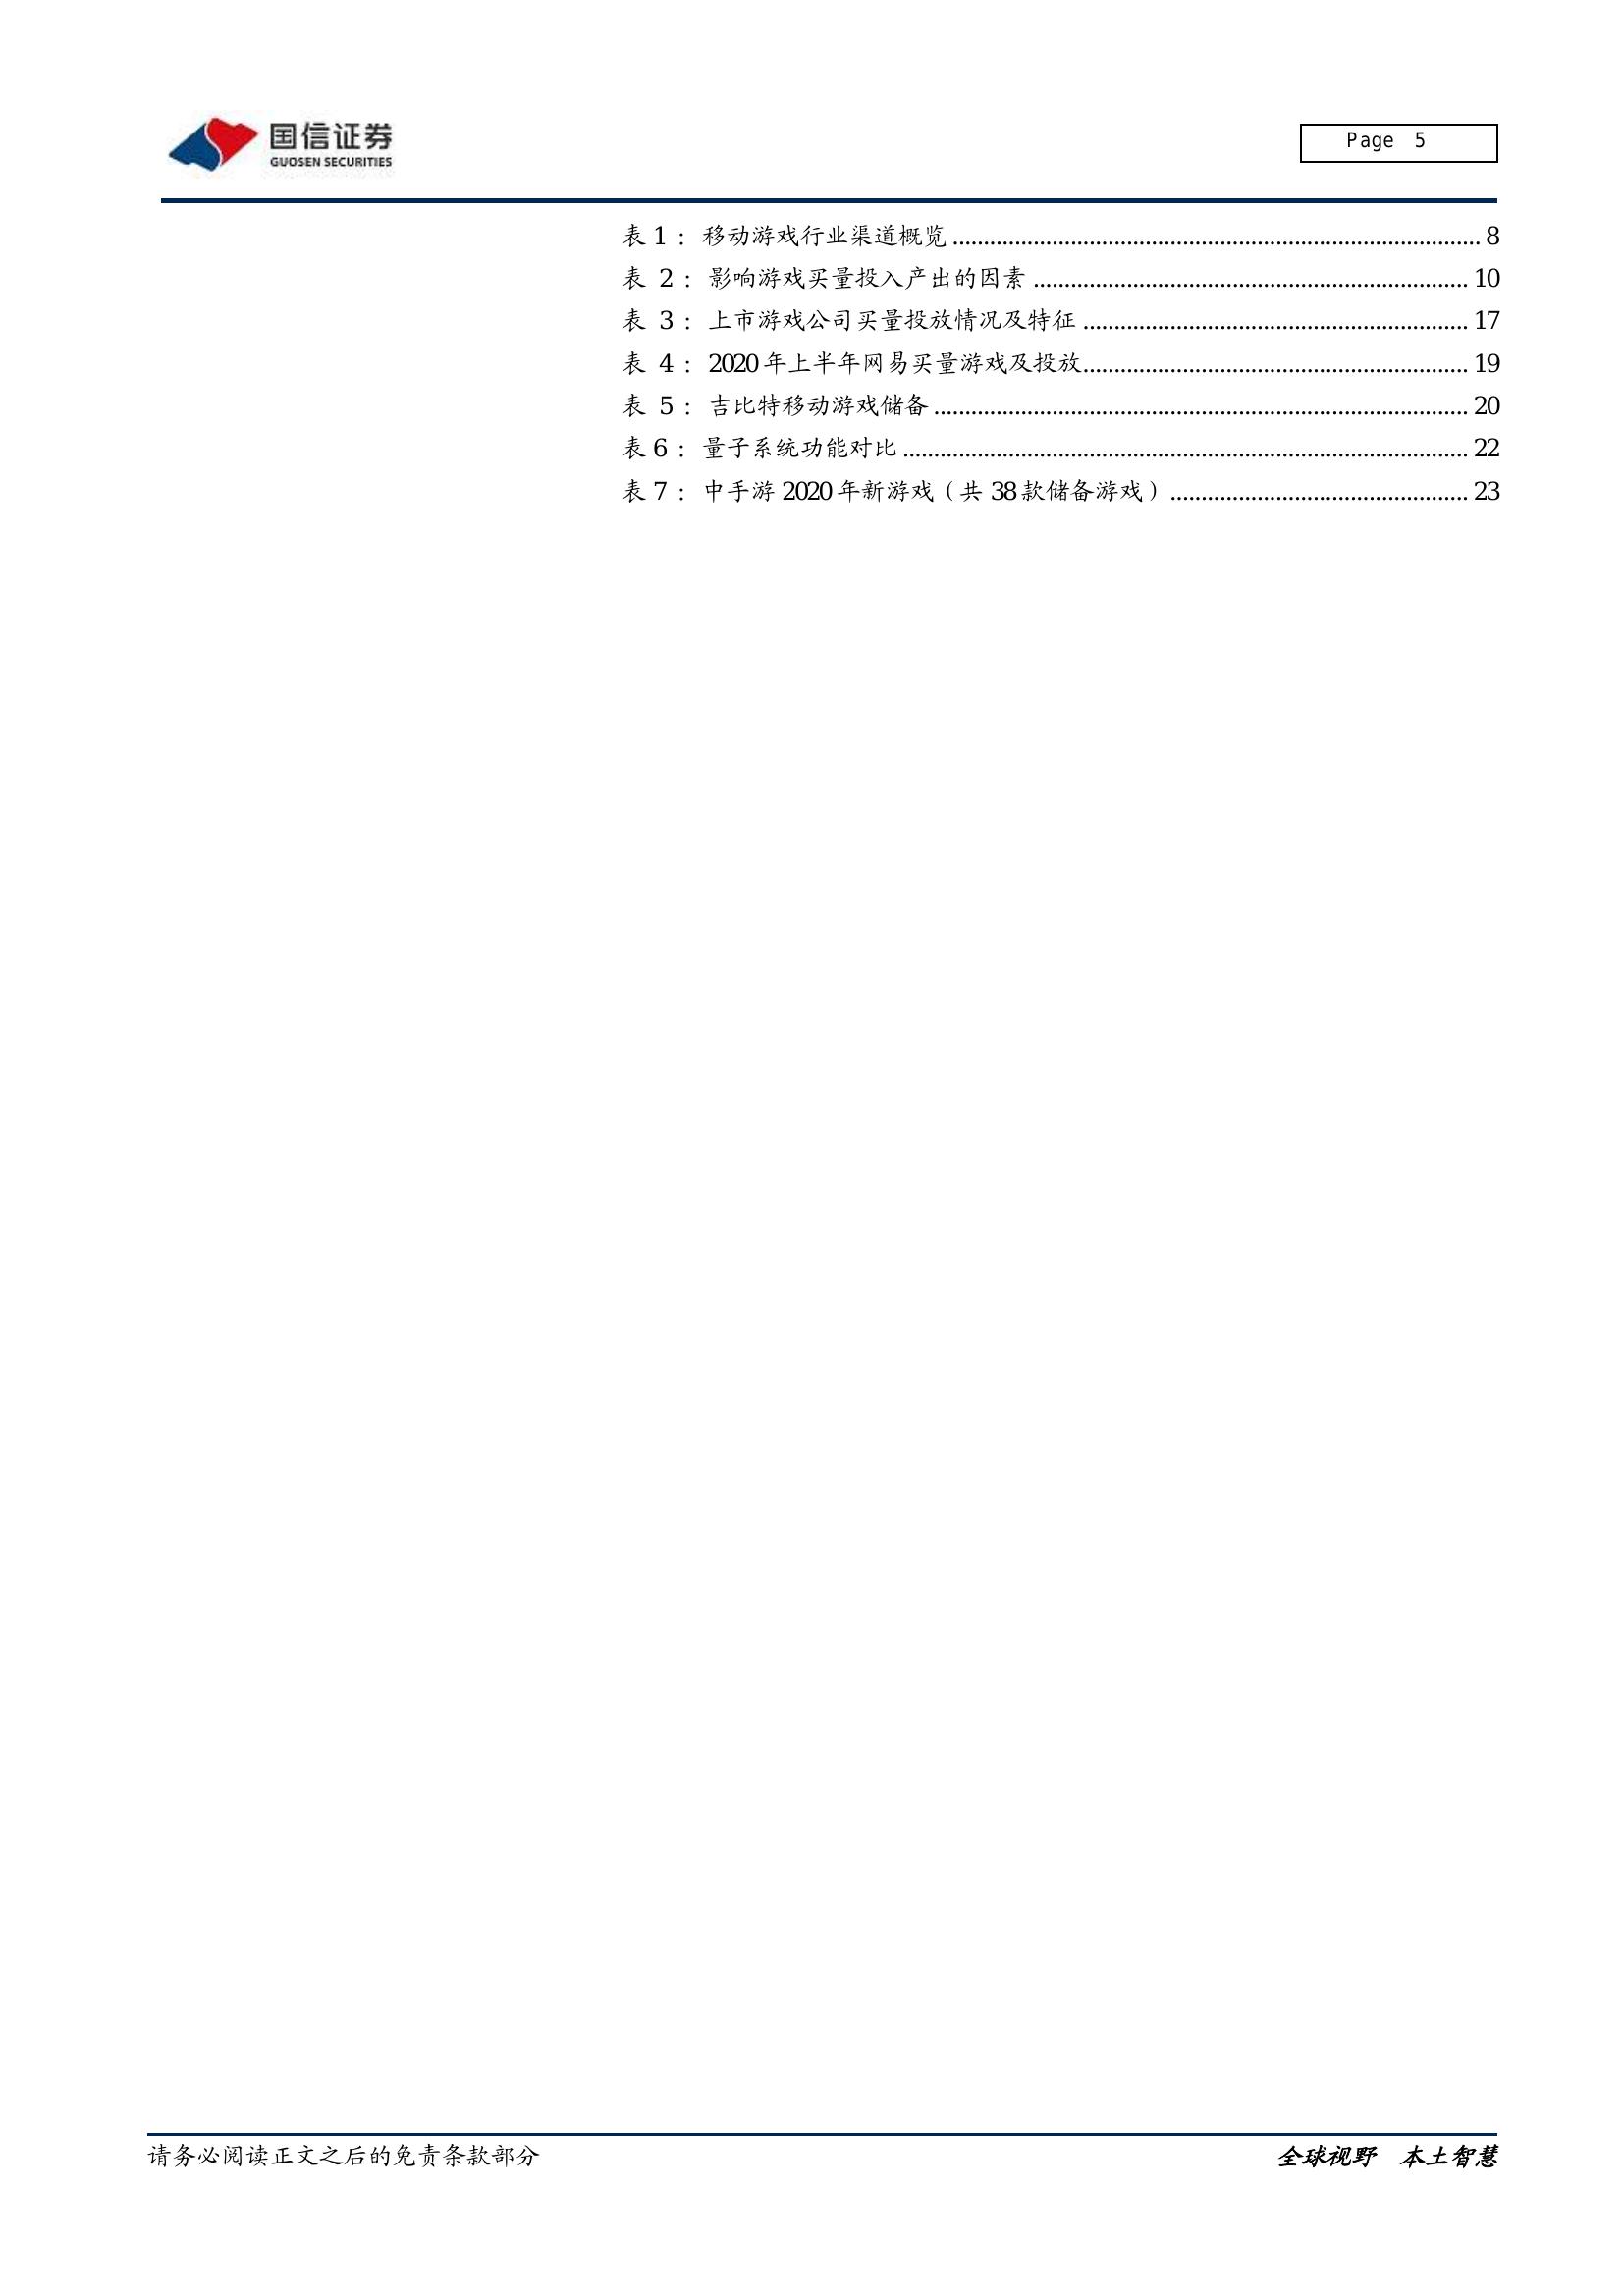 国信证券
GUOSEN SECURITIES
Page 5
表 1：移动游戏行业渠道概览 ........................................................................................ 8
表 2：影响游戏买量投入产出的因素 ........................................................................ 10
表 3：上市游戏公司买量投放情况及特征 ................................................................ 17
表 4：2020 年上半年网易买量游戏及投放................................................................ 19
表 5：吉比特移动游戏储备 ........................................................................................ 20
表 6：量子系统功能对比 ............................................................................................ 22
表 7：中手游 2020 年新游戏（共 38 款储备游戏） ................................................. 23
请务必阅读正文之后的免责条款部分
全球视野 本土智慧